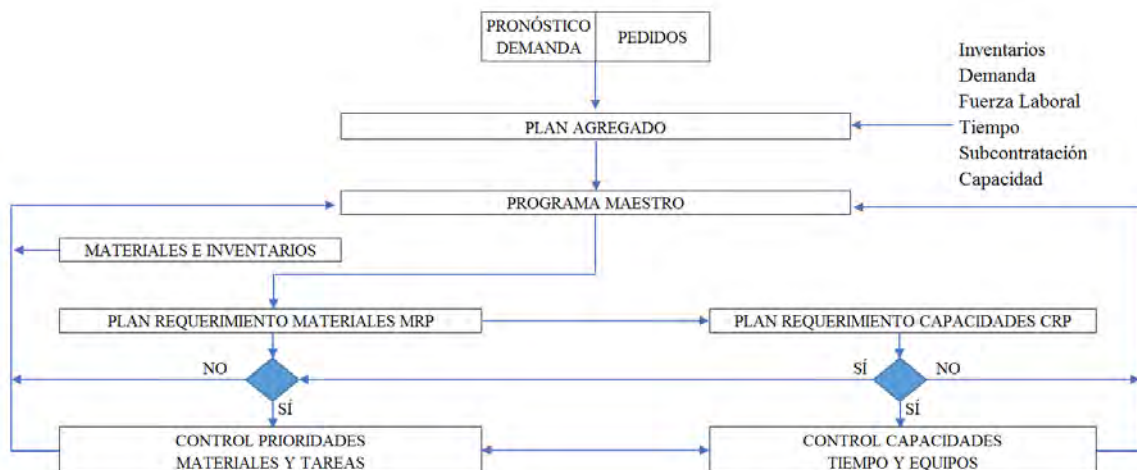 PRONÓSTICO
DEMANDA
PEDIDOS
Inventarios
Demanda
Fuerza Laboral
Tiempo
Subcontratación
Capacidad
PLAN AGREGADO
PROGRAMA MAESTRO
MATERIALES E INVENTARIOS
PLAN REQUERIMIENTO MATERIALES MRP
PLAN REQUERIMIENTO CAPACIDADES CRP
NO
SÍ
NO
SÍ
SÍ
CONTROL PRIORIDADES
MATERIALES Y TAREAS
CONTROL CAPACIDADES
TIEMPO Y EQUIPOS